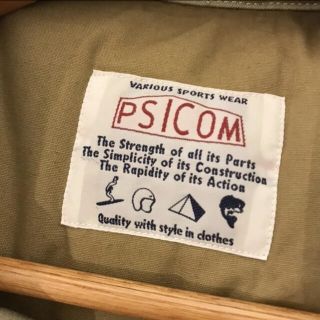 VARIOUS SPORTS WEAR
PSICOM
The Strength of all its Parts
The Simplicity of its Construction
The Rapidity of its Action
Quality with style in clothes